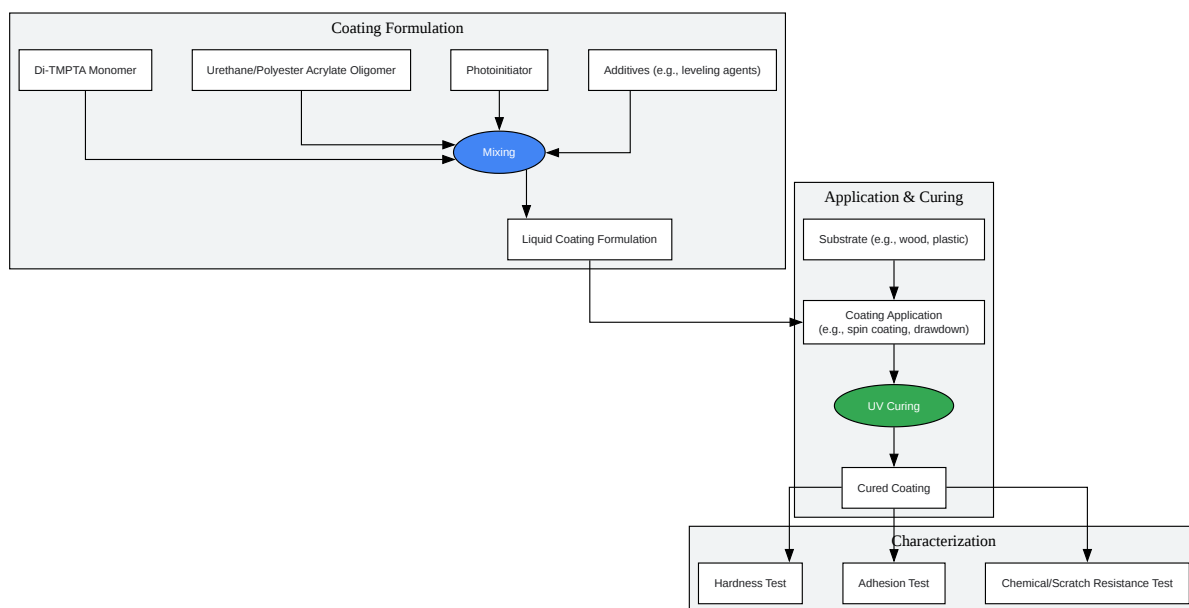 Coating Formulation
Di-TMPTA Monomer
Urethane/Polyester Acrylate Oligomer
Photoinitiator
Additives (e.g., leveling agents)
Mixing
Liquid Coating Formulation
Application & Curing
Substrate (e.g., wood, plastic)
Coating Application
(e.g., spin coating, drawdown)
UV Curing
Cured Coating
Characterization
Hardness Test
Adhesion Test
Chemical/Scratch Resistance Test